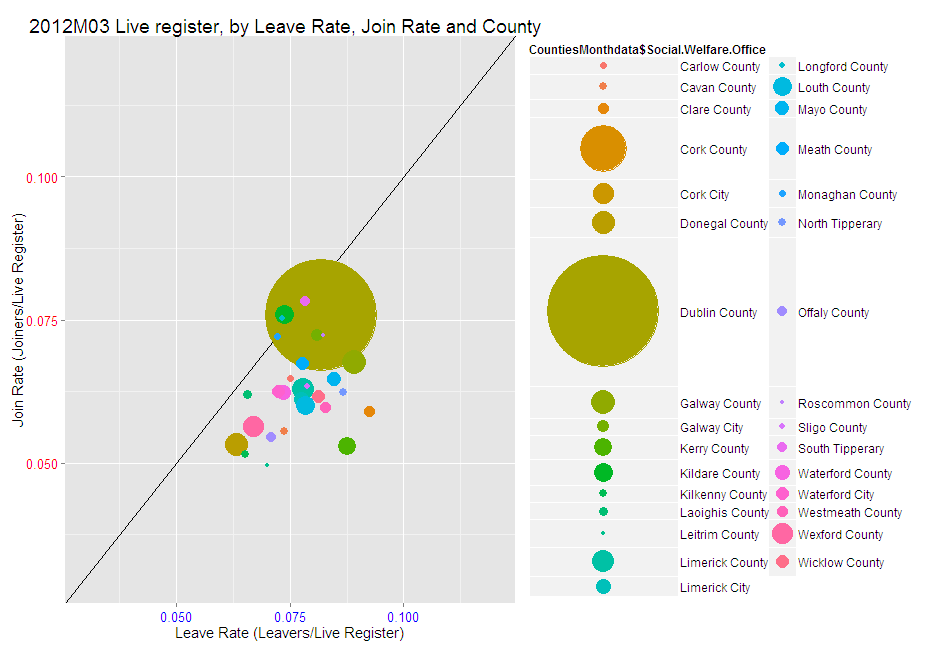 2012M03 Live register, by Leave Rate, Join Rate and County
CountiesMonthdata$Social.Welfare.Office
Carlow County
Longford County
Cavan County
Louth County
Clare County
Mayo County
Cork County
Meath County
Cork City
Monaghan County
Donegal County
North Tipperary
Dublin County
Offaly County
Galway County
Roscommon County
Galway City
Sligo County
Kerry County
South Tipperary
Kildare County
Waterford County
Kilkenny County
Waterford City
Laoighis County
Westmeath County
Leitrim County
Wexford County
Limerick County
Wicklow County
Limerick City
Join Rate (Joiners/Live Register)
0.100
0.075
0.050
0.050
0.075
0.100
Leave Rate (Leavers/Live Register)